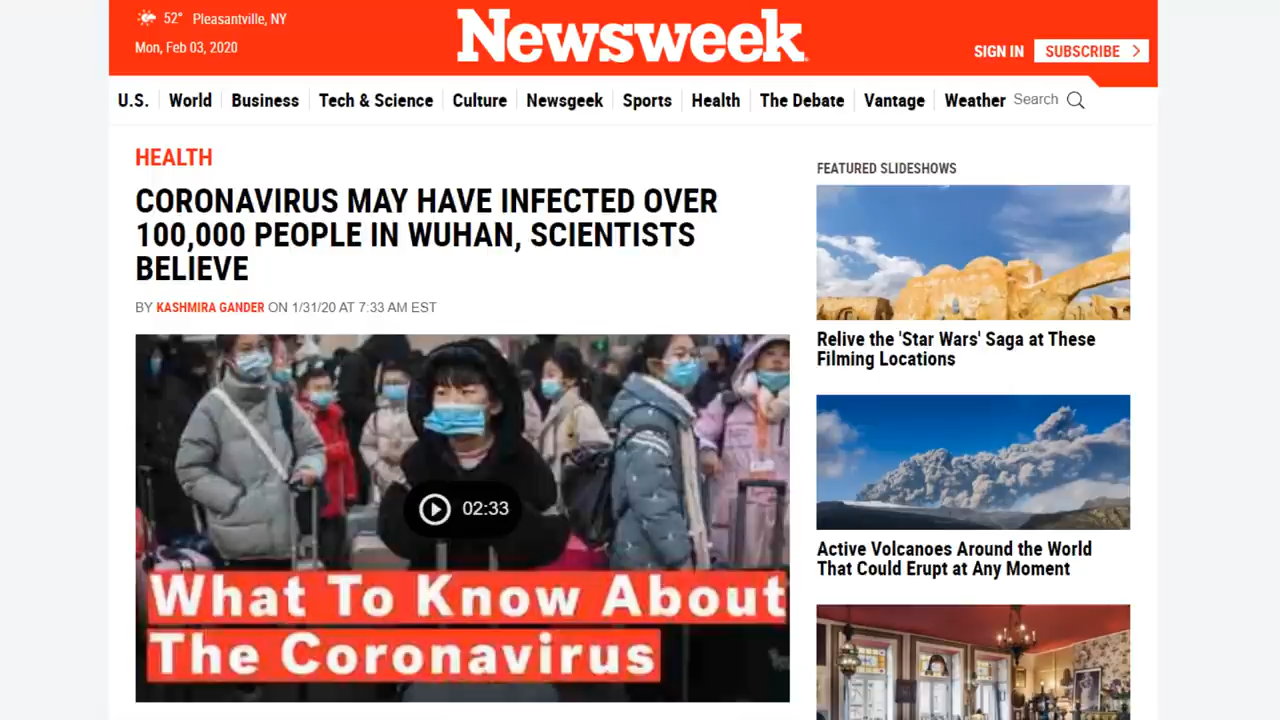 52° Pleasantville, NY
Mon, Feb 03, 2020
Newsweek
SIGN IN SUBSCRIBE
U.S. World Business Tech & Science Culture Newsgeek Sports Health The Debate Vantage Weather Search
HEALTH
CORONAVIRUS MAY HAVE INFECTED OVER
100,000 PEOPLE IN WUHAN, SCIENTISTS
BELIEVE
BY KASHMIRA GANDER ON 1/31/20 AT 7:33 AM EST
02:33
What To Know About
The Coronavirus
FEATURED SLIDESHOWS
Relive the 'Star Wars' Saga at These
Filming Locations
Active Volcanoes Around the World
That Could Erupt at Any Moment